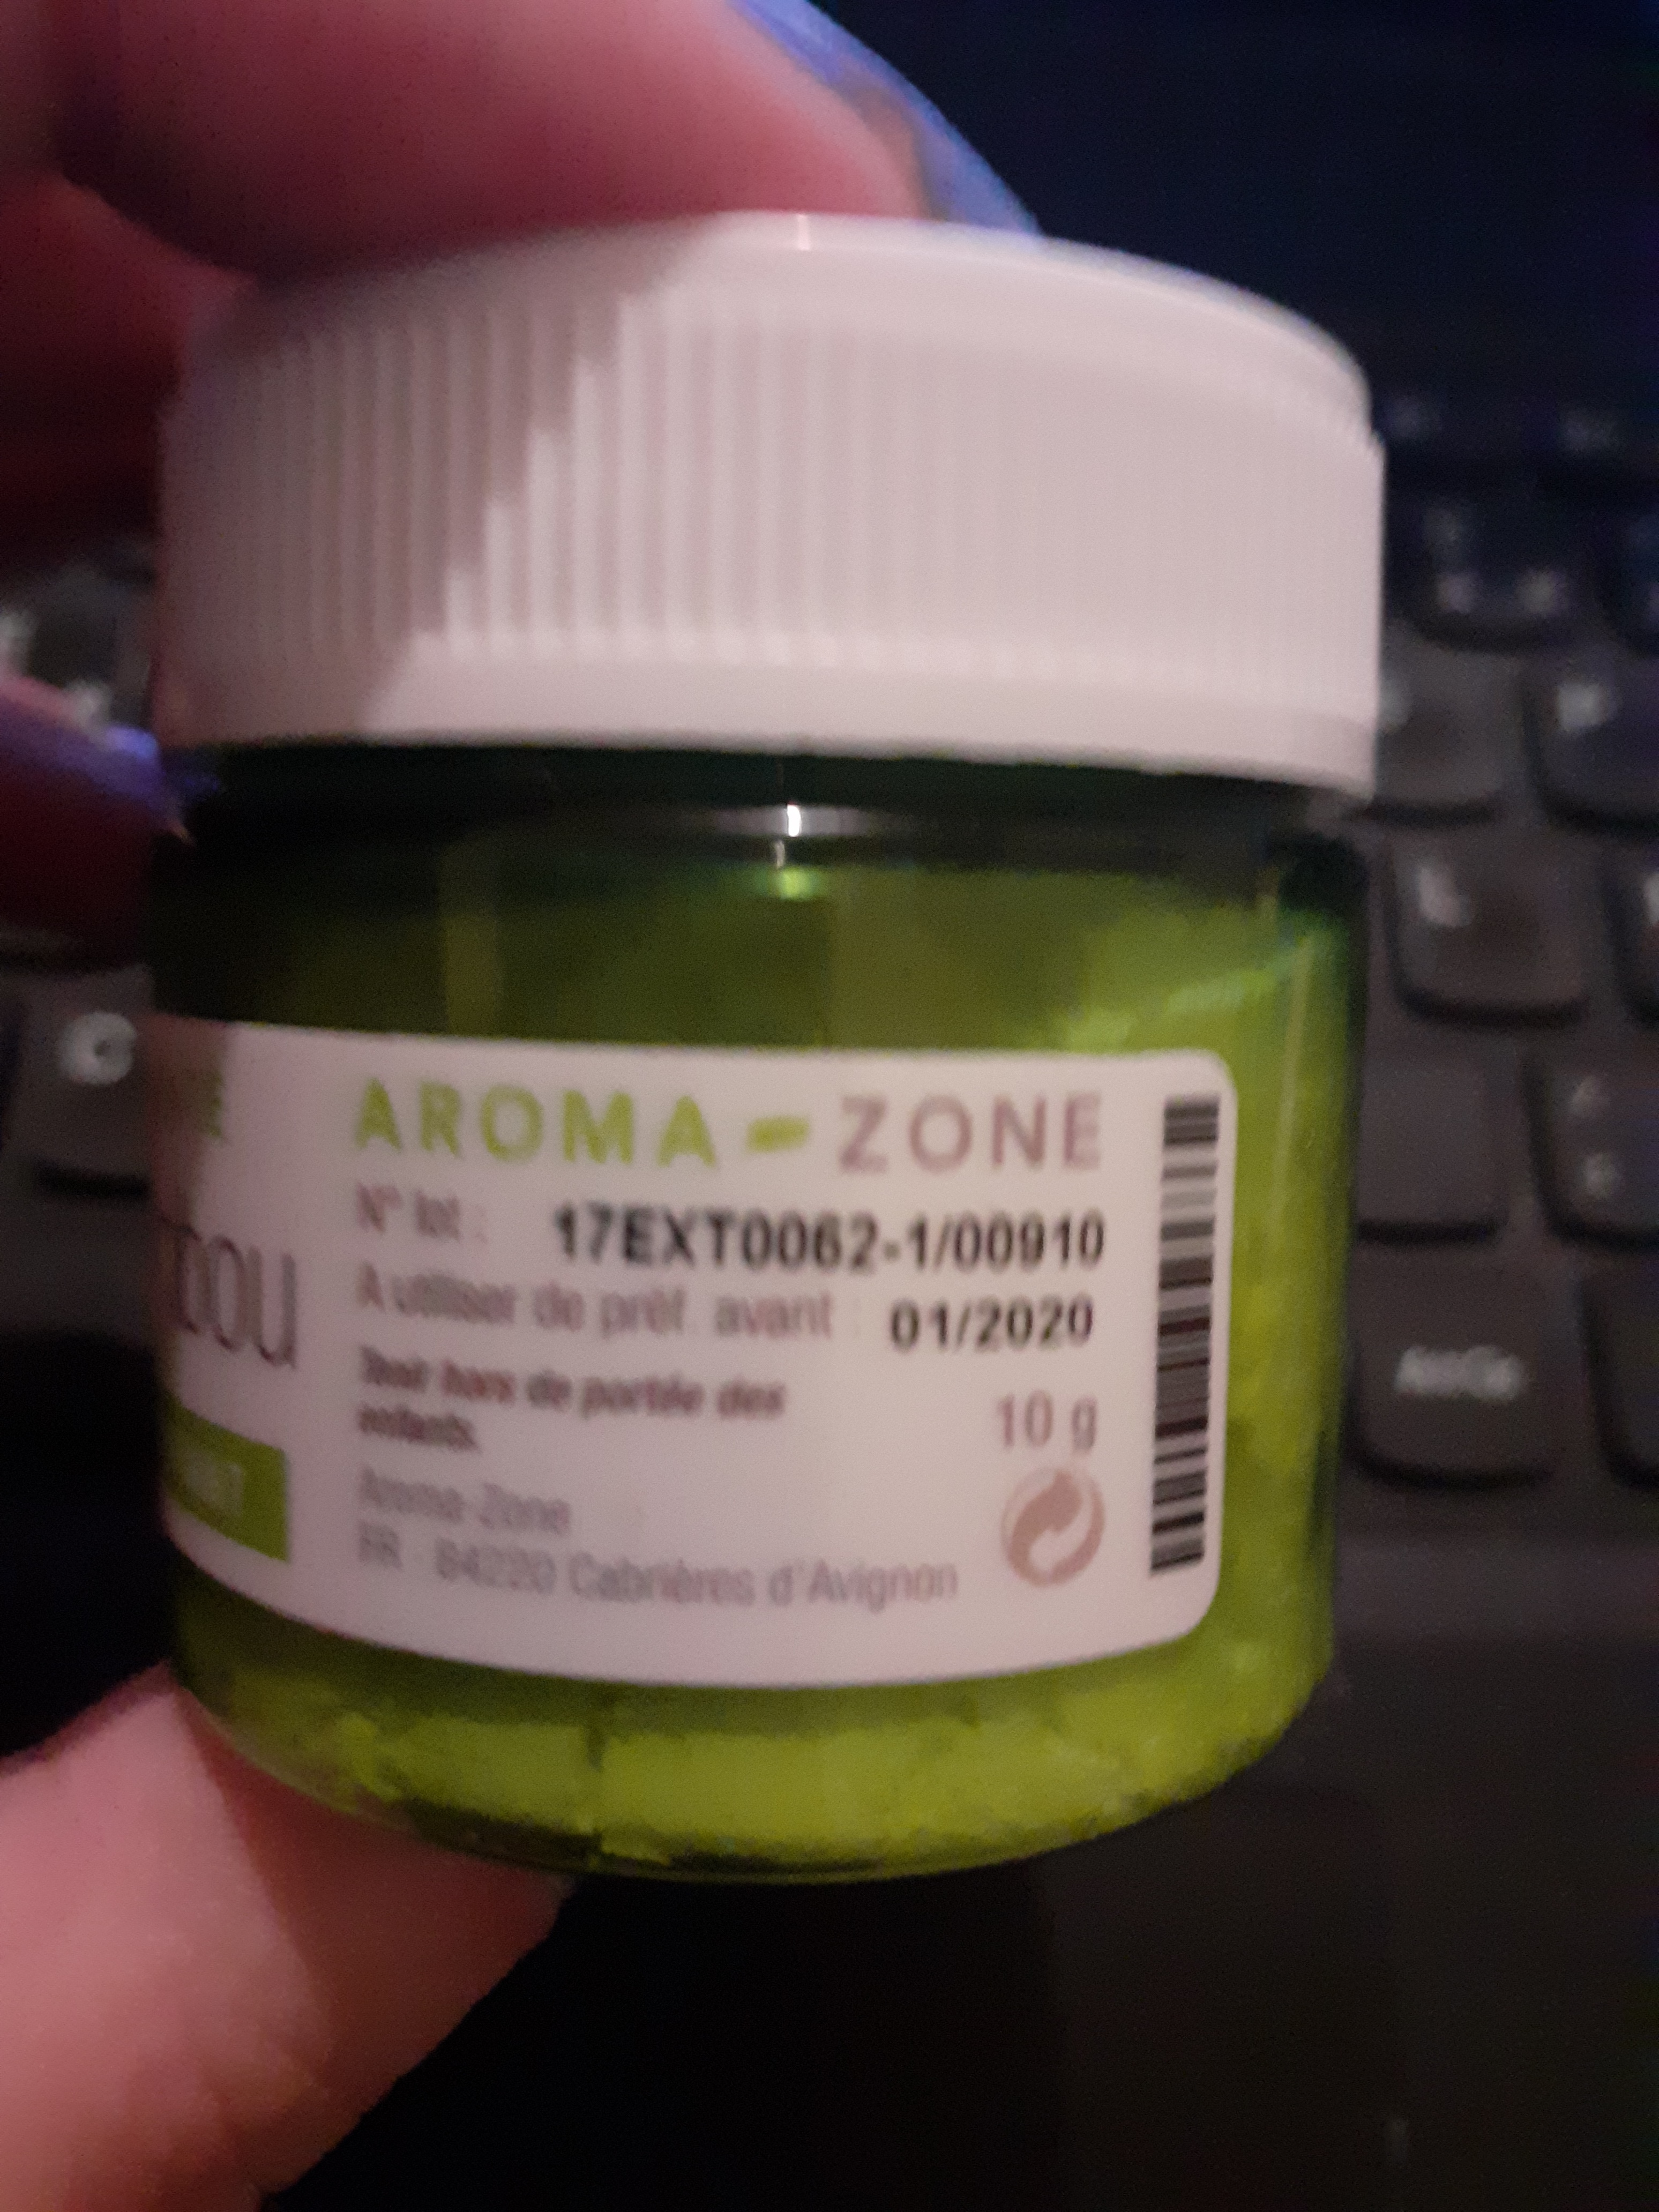 AROMA-ZONE
N° lot : 17EXT0062-1/00910
A utiliser de préf. avant : 01/2020
Tenir hors de portée des
enfants.
10 g
Aroma-Zone
FR - 84220 Cabrières d'Avignon